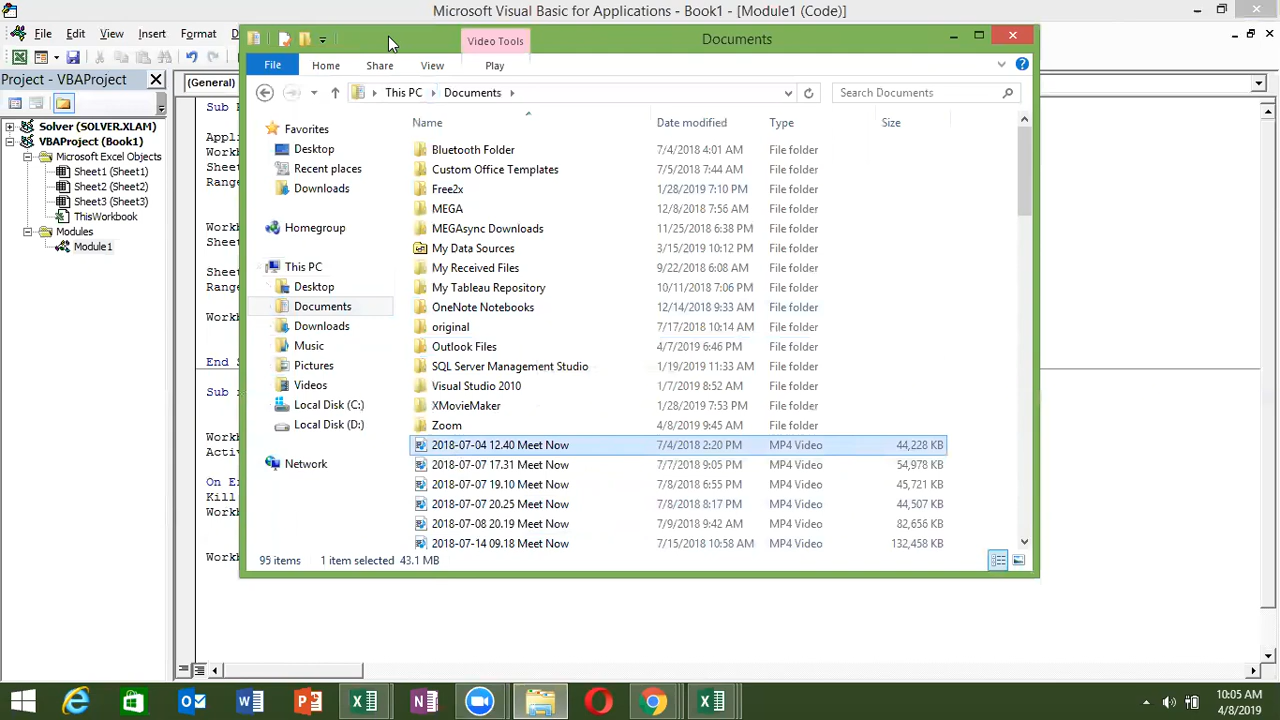 Microsoft Visual Basic for Applications - Book1 - [Module1 (Code)]
File Edit View Insert Format
Project - VBAProject
Solver (SOLVER.XLAM)
VBAProject (Book1)
Microsoft Excel Objects
Sheet1 (Sheet1)
Sheet2 (Sheet2)
Sheet3 (Sheet3)
ThisWorkbook
Modules
Module1
(General)
Sub
Appli
Work
Sheet
Rang
Work
Sheet
Sheet
Rang
Work
End S
Sub
Work
Activ
On E
Kill
Work
Work
Video Tools
Documents
File Home Share View Play
This PC Documents
Search Documents
Favorites
Desktop
Recent places
Downloads
Homegroup
This PC
Desktop
Documents
Downloads
Music
Pictures
Videos
Local Disk (C:)
Local Disk (D:)
Network
Name Date modified Type Size
Bluetooth Folder 7/4/2018 4:01 AM File folder
Custom Office Templates 7/5/2018 7:44 AM File folder
Free2x 1/28/2019 7:10 PM File folder
MEGA 12/8/2018 7:56 AM File folder
MEGAsync Downloads 11/25/2018 6:38 PM File folder
My Data Sources 3/15/2019 10:12 PM File folder
My Received Files 9/22/2018 6:08 AM File folder
My Tableau Repository 10/11/2018 7:06 PM File folder
OneNote Notebooks 12/14/2018 9:33 AM File folder
original 7/17/2018 10:14 AM File folder
Outlook Files 4/7/2019 6:46 PM File folder
SQL Server Management Studio 1/19/2019 11:33 AM File folder
Visual Studio 2010 1/7/2019 8:52 AM File folder
XMovieMaker 1/28/2019 7:53 PM File folder
Zoom 4/8/2019 9:45 AM File folder
2018-07-04 12.40 Meet Now 7/4/2018 2:20 PM MP4 Video 44,228 KB
2018-07-07 17.31 Meet Now 7/7/2018 9:05 PM MP4 Video 54,978 KB
2018-07-07 19.10 Meet Now 7/8/2018 6:55 PM MP4 Video 45,721 KB
2018-07-07 20.25 Meet Now 7/8/2018 8:17 PM MP4 Video 44,507 KB
2018-07-08 20.19 Meet Now 7/9/2018 9:42 AM MP4 Video 82,656 KB
2018-07-14 09.18 Meet Now 7/15/2018 10:58 AM MP4 Video 132,458 KB
95 items 1 item selected 43.1 MB
10:05 AM
4/8/2019